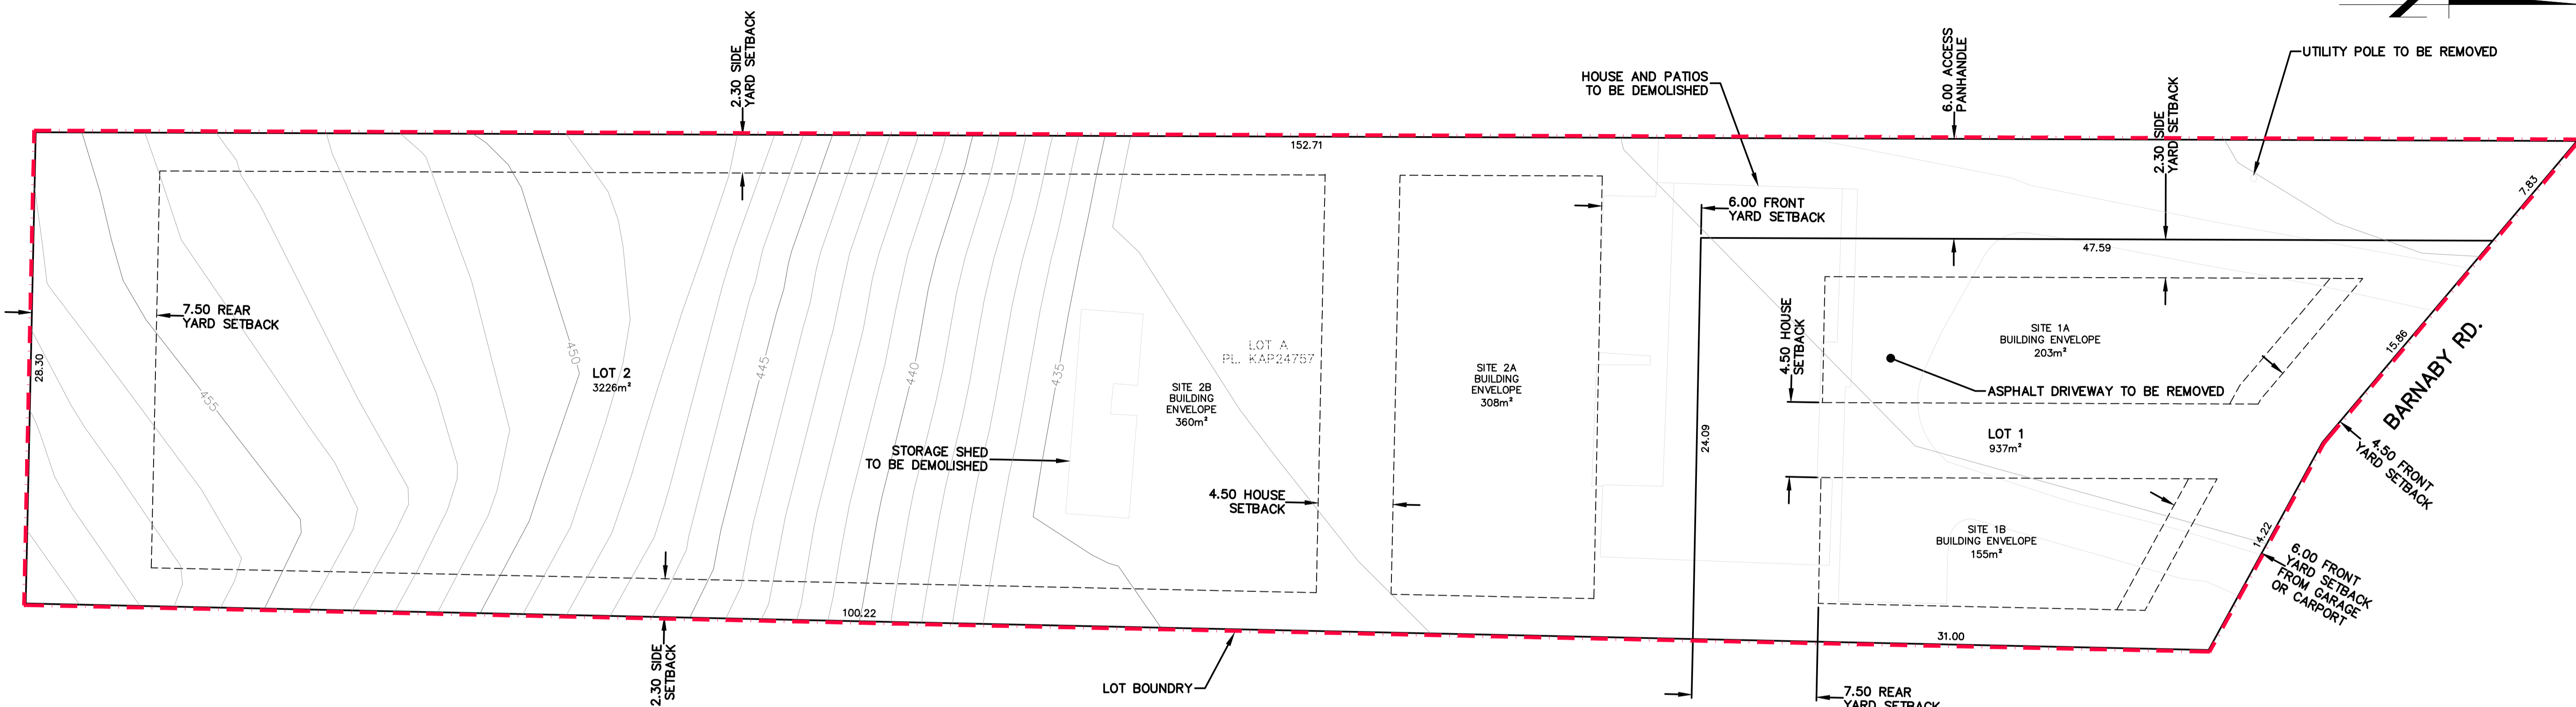 2.30 SIDE
YARD SETBACK
HOUSE AND PATIOS
TO BE DEMOLISHED
6.00 ACCESS
PANHANDLE
2.30 SIDE
YARD SETBACK
UTILITY POLE TO BE REMOVED
152.71
7.83
6.00 FRONT
YARD SETBACK
47.59
7.50 REAR
YARD SETBACK
28.30
455
450
445
440
435
LOT 2
3226m²
LOT A
PL. KAP24757
SITE 2B
BUILDING
ENVELOPE
360m²
SITE 2A
BUILDING
ENVELOPE
308m²
4.50 HOUSE
SETBACK
SITE 1A
BUILDING ENVELOPE
203m²
15.86
BARNABY RD.
ASPHALT DRIVEWAY TO BE REMOVED
STORAGE SHED
TO BE DEMOLISHED
24.09
LOT 1
937m²
4.50 FRONT
YARD SETBACK
4.50 HOUSE
SETBACK
SITE 1B
BUILDING ENVELOPE
155m²
14.22
6.00 FRONT
YARD SETBACK
FROM GARAGE
OR CARPORT
100.22
31.00
2.30 SIDE
SETBACK
LOT BOUNDRY
7.50 REAR
YARD SETBACK